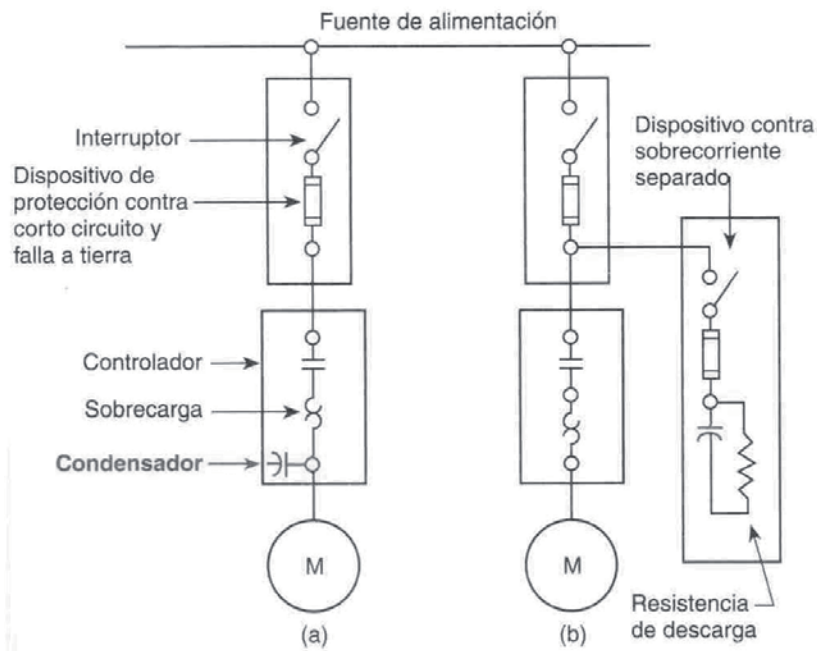 Fuente de alimentación
Interruptor
Dispositivo de
protección contra
corto circuito y
falla a tierra
Controlador
Sobrecarga
Condensador
M
(a)
M
(b)
Dispositivo contra
sobrecorriente
separado
Resistencia
de descarga